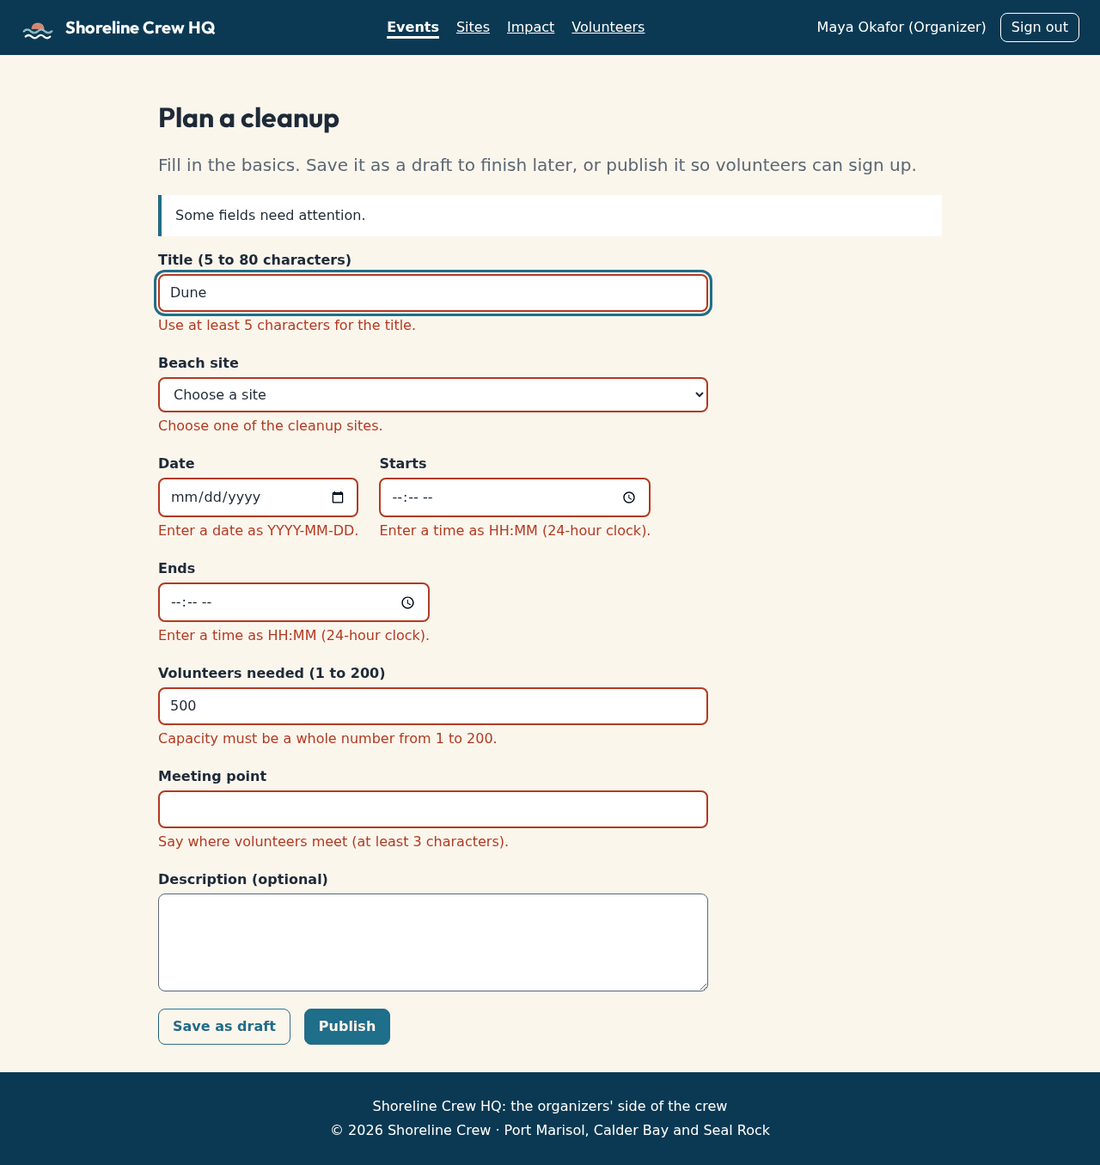 Shoreline Crew HQ
Events Sites Impact Volunteers
Maya Okafor (Organizer) Sign out
Plan a cleanup
Fill in the basics. Save it as a draft to finish later, or publish it so volunteers can sign up.
Some fields need attention.
Title (5 to 80 characters)
Dune
Use at least 5 characters for the title.
Beach site
Choose a site
Choose one of the cleanup sites.
Date Starts
mm/dd/yyyy --:-- --
Enter a date as YYYY-MM-DD. Enter a time as HH:MM (24-hour clock).
Ends
--:-- --
Enter a time as HH:MM (24-hour clock).
Volunteers needed (1 to 200)
500
Capacity must be a whole number from 1 to 200.
Meeting point
Say where volunteers meet (at least 3 characters).
Description (optional)
Save as draft Publish
Shoreline Crew HQ: the organizers' side of the crew
© 2026 Shoreline Crew · Port Marisol, Calder Bay and Seal Rock